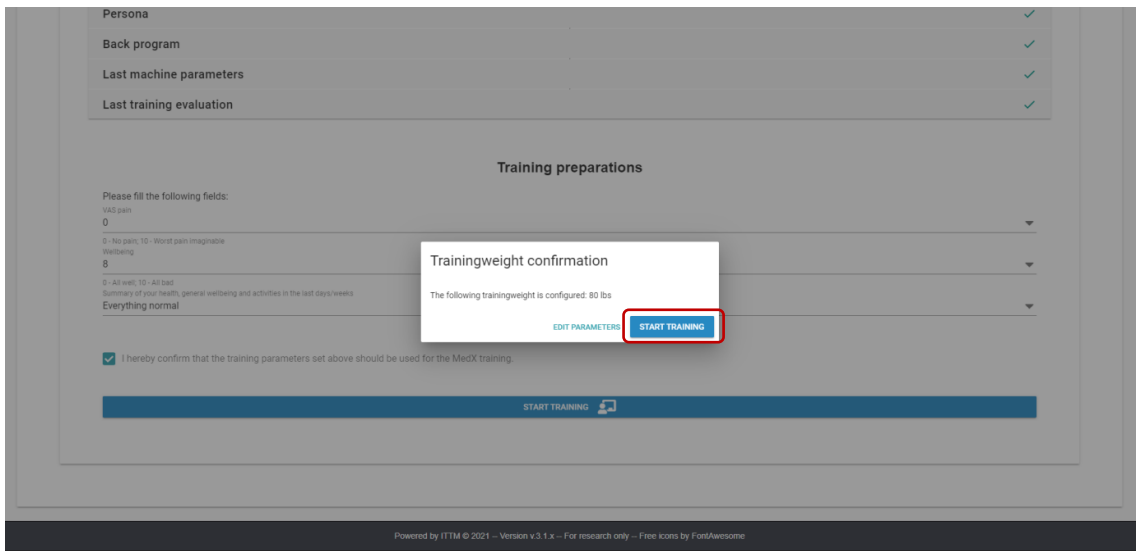 Persona
Back program
Last machine parameters
Last training evaluation
Training preparations
Please fill the following fields:
VAS pain
0
0 - No pain; 10 - Worst pain imaginable
Wellbeing
8
0 - All well; 10 - All bad
Summary of your health, general wellbeing and activities in the last days/weeks
Everything normal
Trainingweight confirmation
The following trainingweight is configured: 80 lbs
EDIT PARAMETERS START TRAINING
I hereby confirm that the training parameters set above should be used for the MedX training.
START TRAINING
Powered by ITTM © 2021 -- Version v.3.1.x -- For research only -- Free icons by FontAwesome